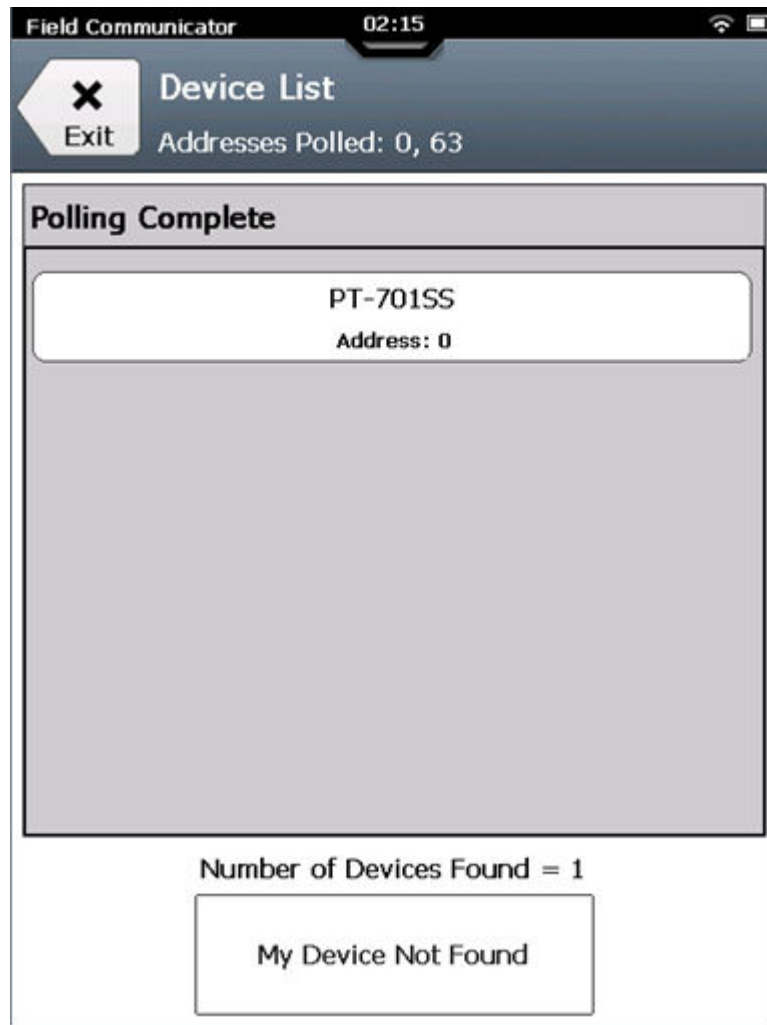 Field Communicator 02:15
Device List
Exit
Addresses Polled: 0, 63
Polling Complete
PT-701SS
Address: 0
Number of Devices Found = 1
My Device Not Found